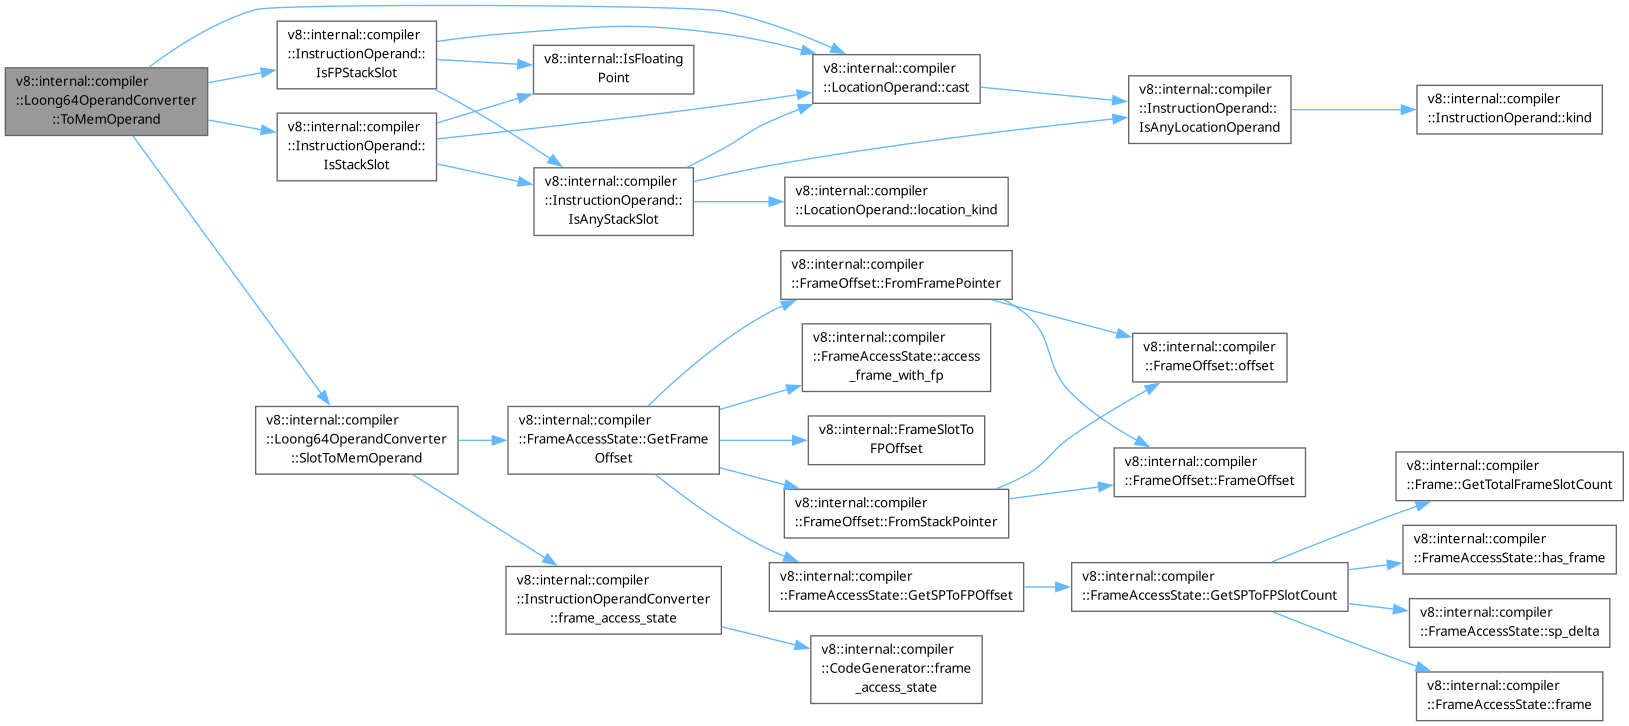 v8::internal::compiler
::Loong64OperandConverter
::ToMemOperand
v8::internal::compiler
::InstructionOperand::
IsFPStackSlot
v8::internal::compiler
::InstructionOperand::
IsStackSlot
v8::internal::IsFloating
Point
v8::internal::compiler
::InstructionOperand::
IsAnyStackSlot
v8::internal::compiler
::LocationOperand::cast
v8::internal::compiler
::LocationOperand::location_kind
v8::internal::compiler
::InstructionOperand::
IsAnyLocationOperand
v8::internal::compiler
::InstructionOperand::kind
v8::internal::compiler
::Loong64OperandConverter
::SlotToMemOperand
v8::internal::compiler
::FrameAccessState::GetFrame
Offset
v8::internal::compiler
::InstructionOperandConverter
::frame_access_state
v8::internal::compiler
::FrameOffset::FromFramePointer
v8::internal::compiler
::FrameAccessState::access
_frame_with_fp
v8::internal::FrameSlotTo
FPOffset
v8::internal::compiler
::FrameOffset::FromStackPointer
v8::internal::compiler
::FrameAccessState::GetSPToFPOffset
v8::internal::compiler
::CodeGenerator::frame
_access_state
v8::internal::compiler
::FrameOffset::offset
v8::internal::compiler
::FrameOffset::FrameOffset
v8::internal::compiler
::FrameAccessState::GetSPToFPSlotCount
v8::internal::compiler
::Frame::GetTotalFrameSlotCount
v8::internal::compiler
::FrameAccessState::has_frame
v8::internal::compiler
::FrameAccessState::sp_delta
v8::internal::compiler
::FrameAccessState::frame